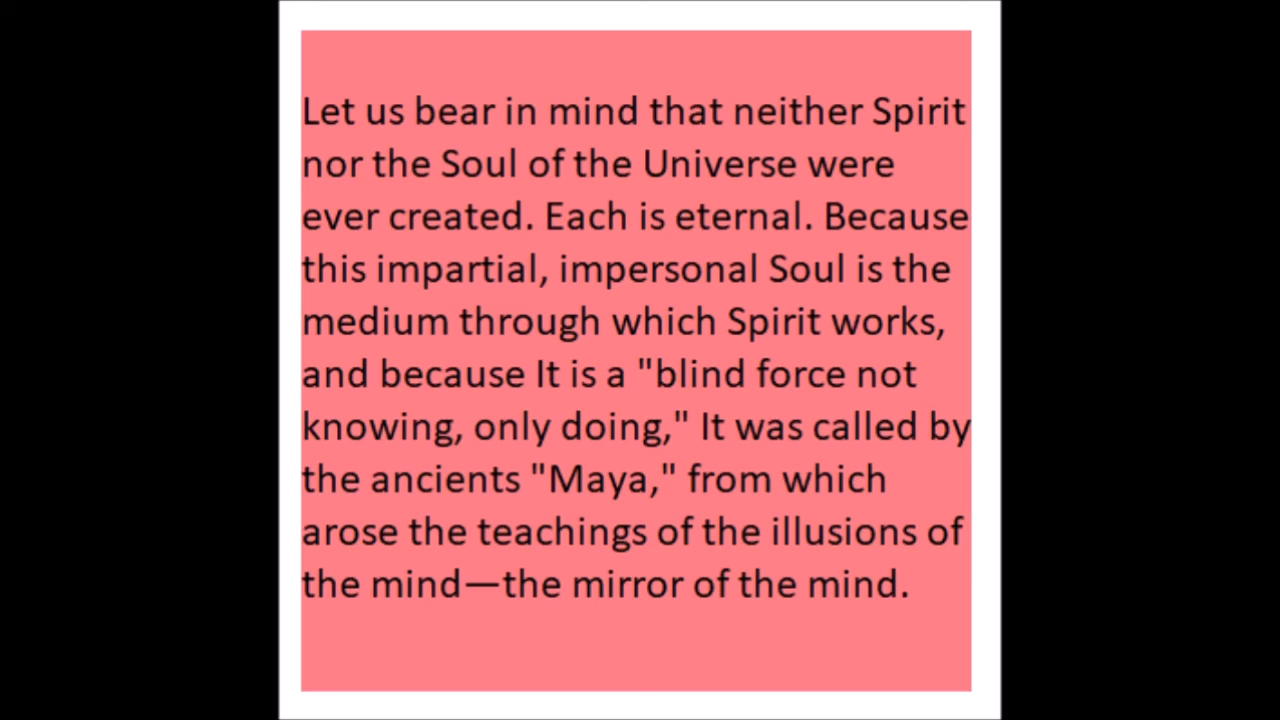 Let us bear in mind that neither Spirit
nor the Soul of the Universe were
ever created. Each is eternal. Because
this impartial, impersonal Soul is the
medium through which Spirit works,
and because It is a "blind force not
knowing, only doing," It was called by
the ancients "Maya," from which
arose the teachings of the illusions of
the mind—the mirror of the mind.